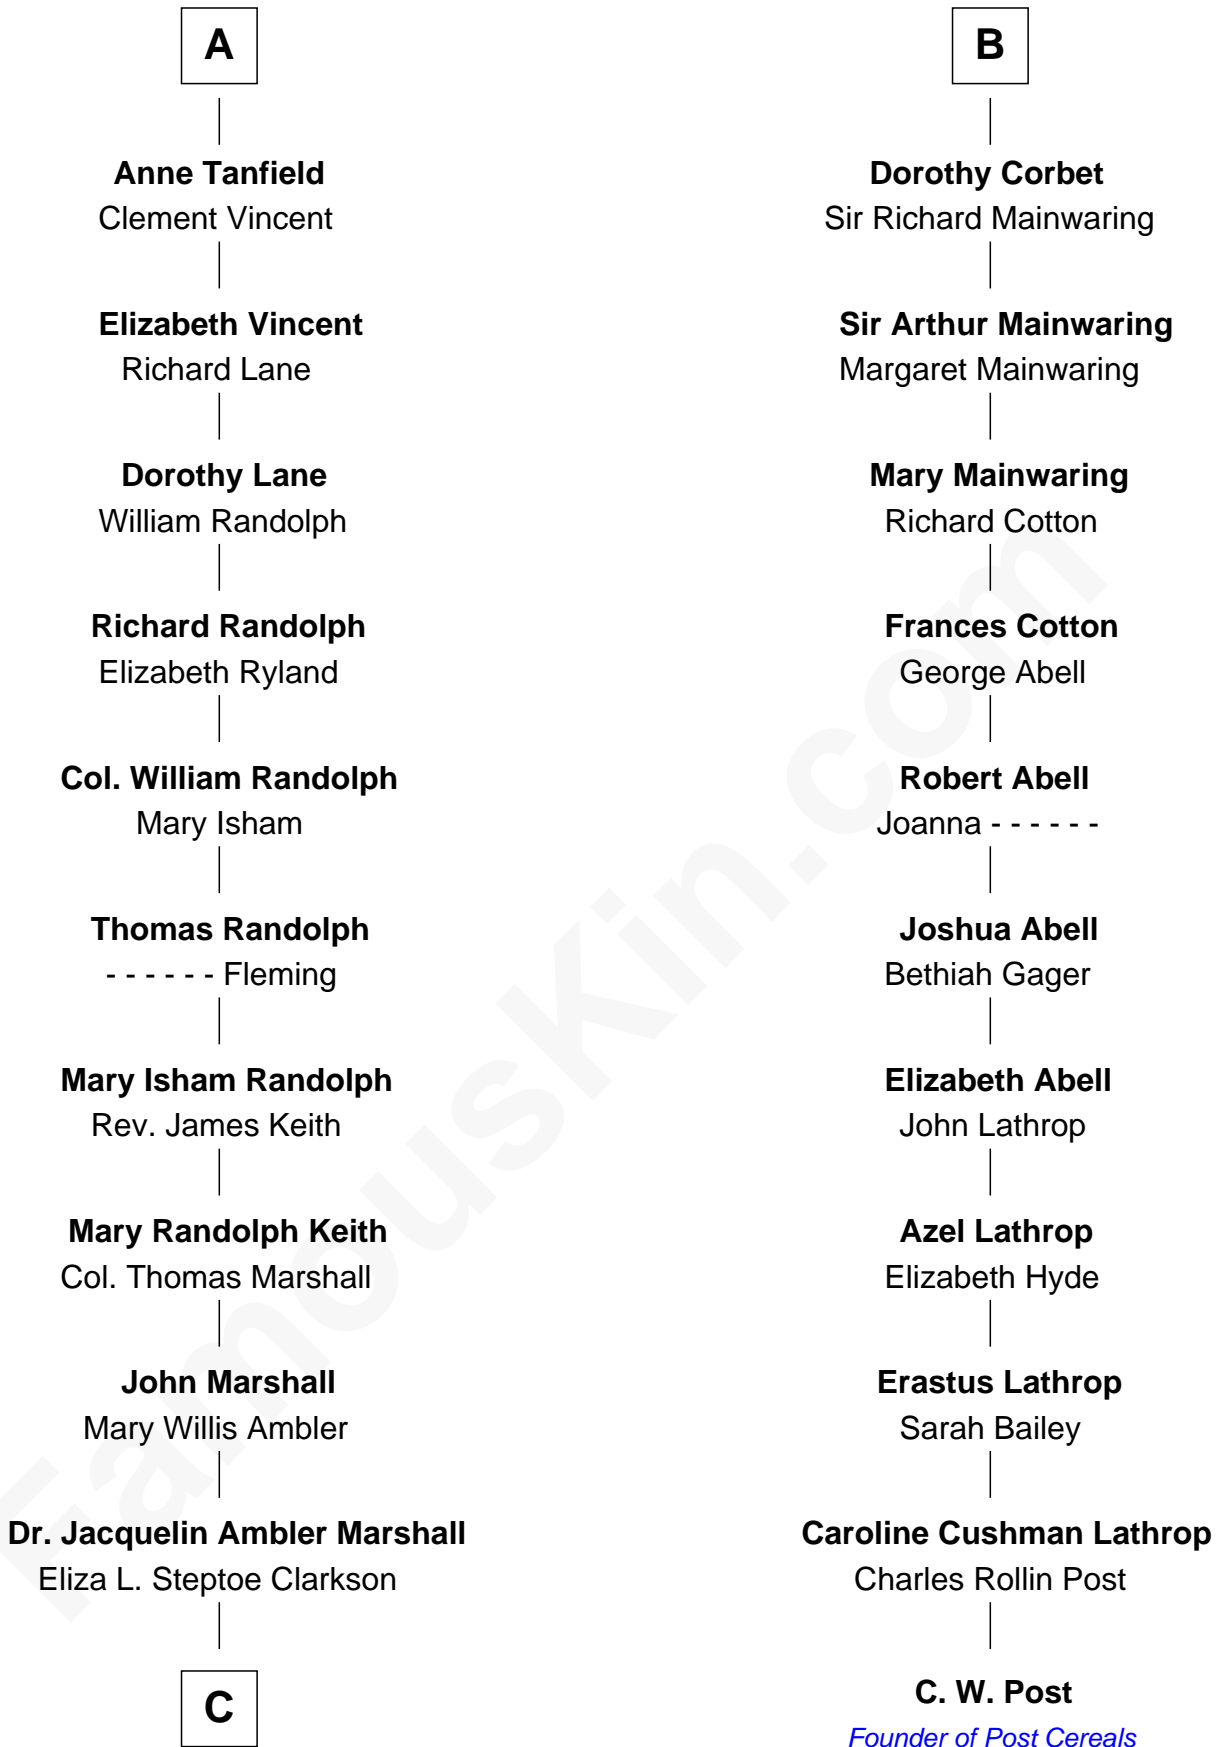 A
Anne Tanfield
Clement Vincent
Elizabeth Vincent
Richard Lane
Dorothy Lane
William Randolph
Richard Randolph
Elizabeth Ryland
Col. William Randolph
Mary Isham
Thomas Randolph
- - - - - - Fleming
Mary Isham Randolph
Rev. James Keith
Mary Randolph Keith
Col. Thomas Marshall
John Marshall
Mary Willis Ambler
Dr. Jacquelin Ambler Marshall
Eliza L. Steptoe Clarkson
C
B
Dorothy Corbet
Sir Richard Mainwaring
Sir Arthur Mainwaring
Margaret Mainwaring
Mary Mainwaring
Richard Cotton
Frances Cotton
George Abell
Robert Abell
Joanna - - - - - -
Joshua Abell
Bethiah Gager
Elizabeth Abell
John Lathrop
Azel Lathrop
Elizabeth Hyde
Erastus Lathrop
Sarah Bailey
Caroline Cushman Lathrop
Charles Rollin Post
C. W. Post
Founder of Post Cereals
FamousKin.com